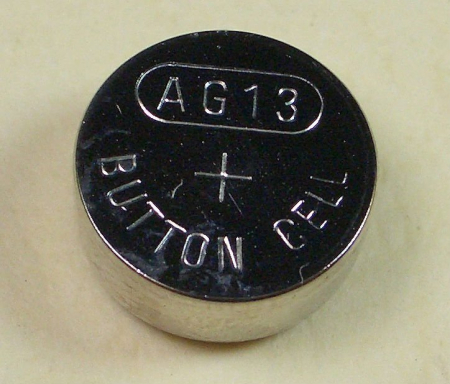 AG13
+
BUTTON CELL